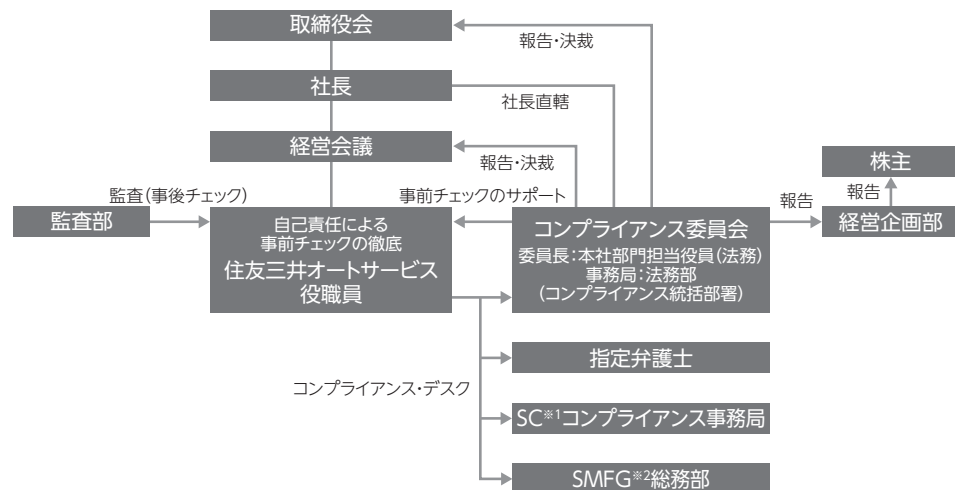 取締役会
報告・決裁
社長
社長直轄
経営会議
報告・決裁
株主
報告
監査(事後チェック)
事前チェックのサポート
監査部
自己責任による
事前チェックの徹底
住友三井オートサービス
役職員
コンプライアンス委員会
委員長:本社部門担当役員(法務)
事務局:法務部
(コンプライアンス統括部署)
報告
経営企画部
コンプライアンス・デスク
指定弁護士
SC※1コンプライアンス事務局
SMFG※2総務部